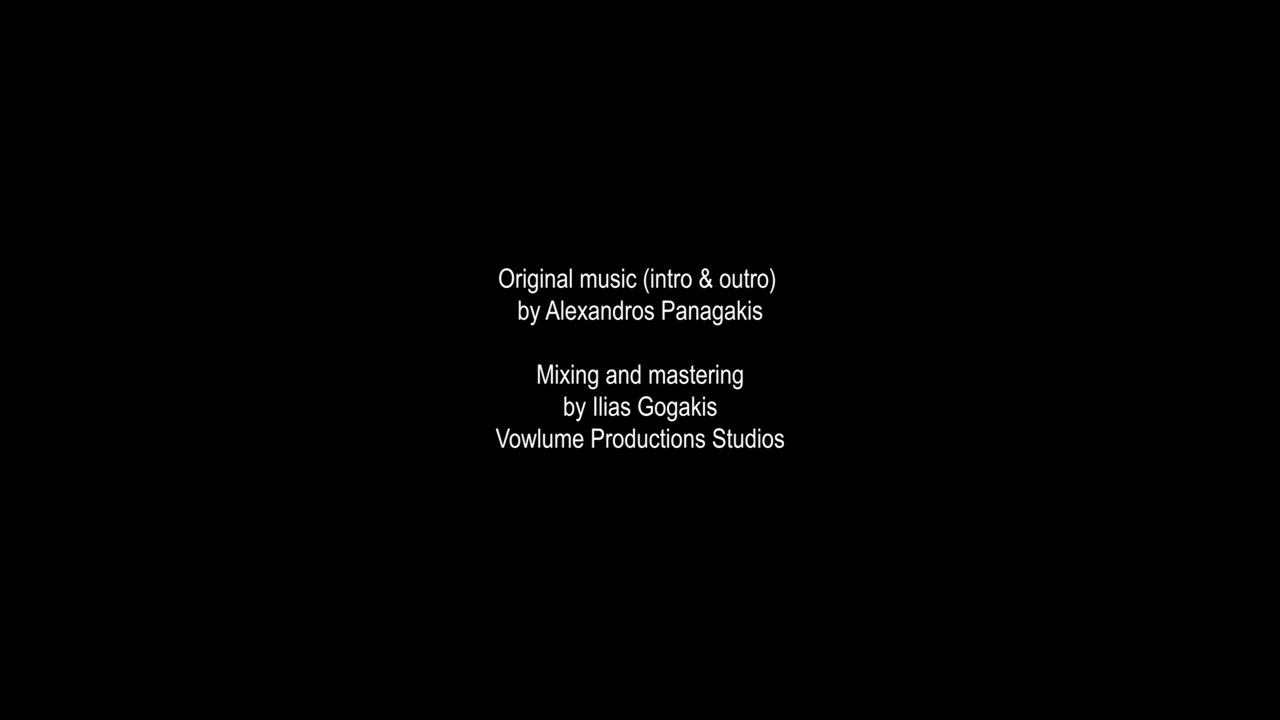 Original music (intro & outro)
by Alexandros Panagakis
Mixing and mastering
by Ilias Gogakis
Vowlume Productions Studios